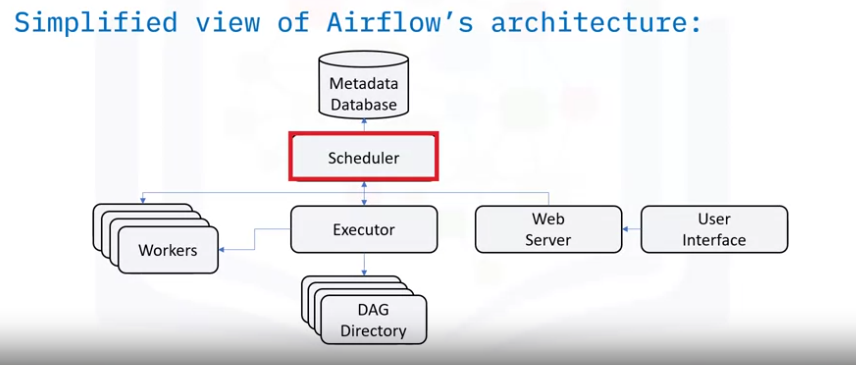 Simplified view of Airflow's architecture:
Metadata
Database
Scheduler
Workers
Executor
Web
Server
User
Interface
DAG
Directory